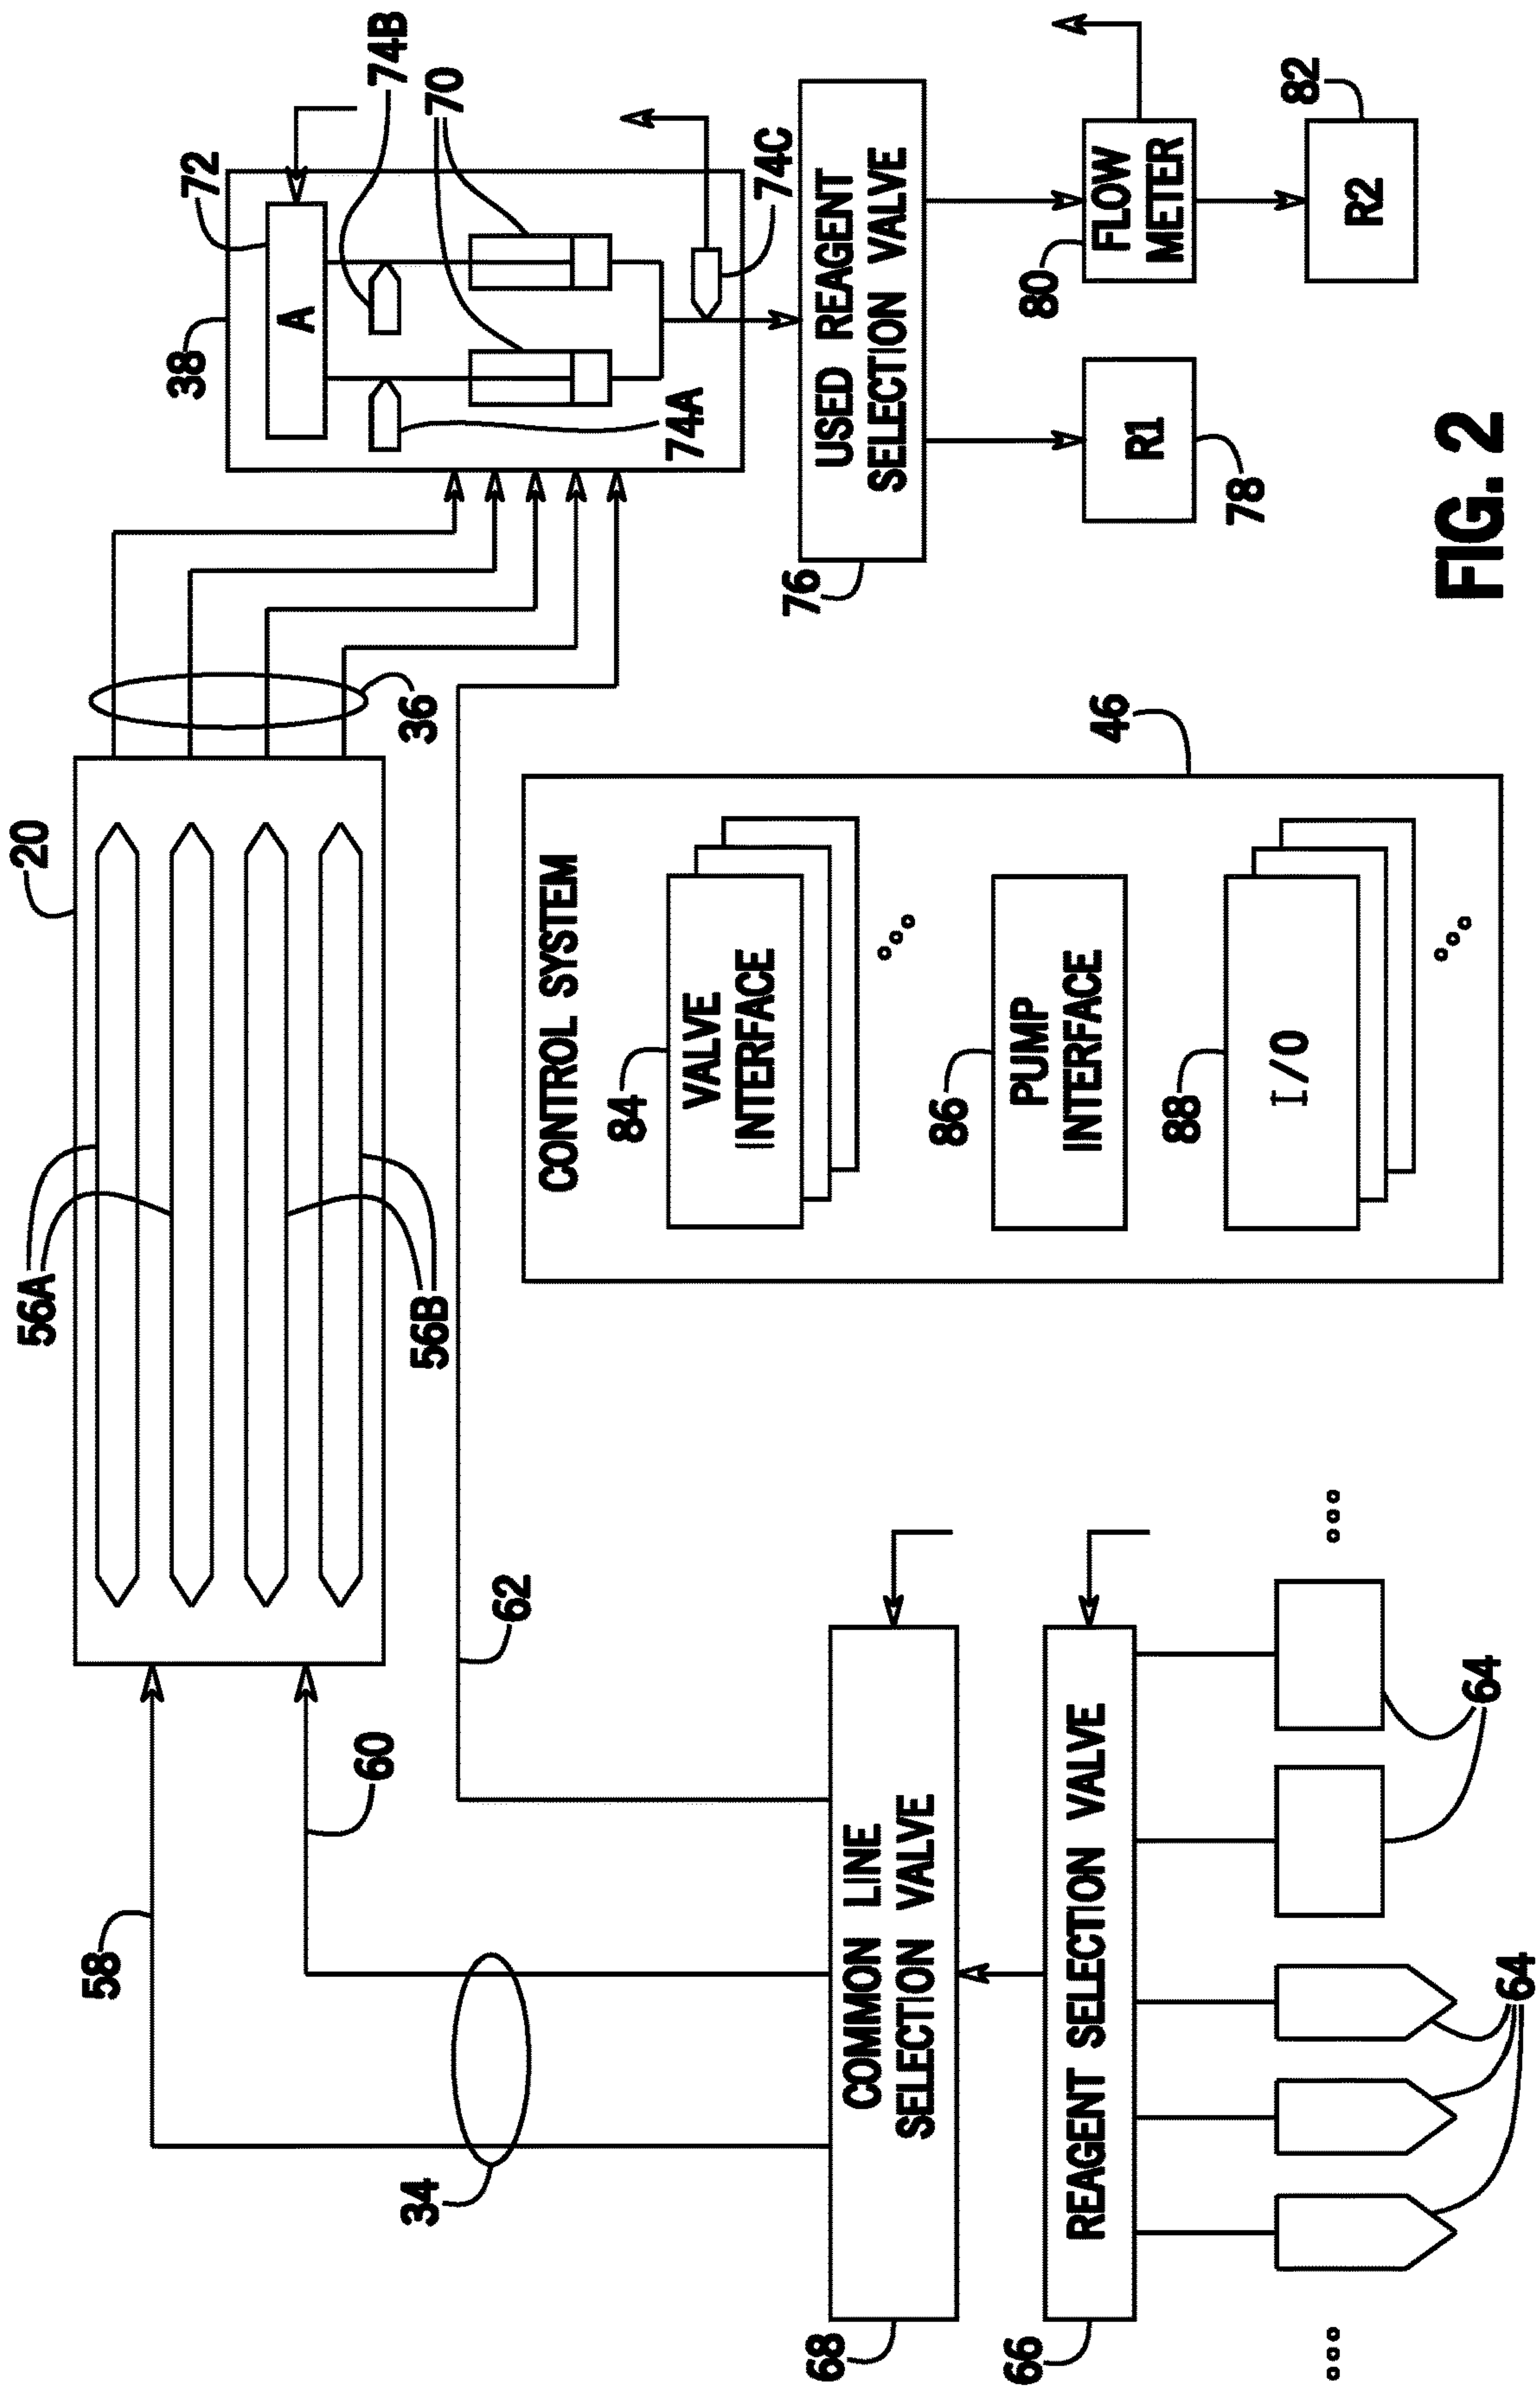 20
56A
56B
58
60
34
62
36
38
72
A
74B
70
74A
74C
COMMON LINE
SELECTION VALVE
68
REAGENT SELECTION VALVE
66
64
64
CONTROL SYSTEM
46
84
VALVE
INTERFACE
86
PUMP
INTERFACE
88
I/O
USED REAGENT
SELECTION VALVE
76
R1
78
80
FLOW
METER
R2
82
FIG. 2